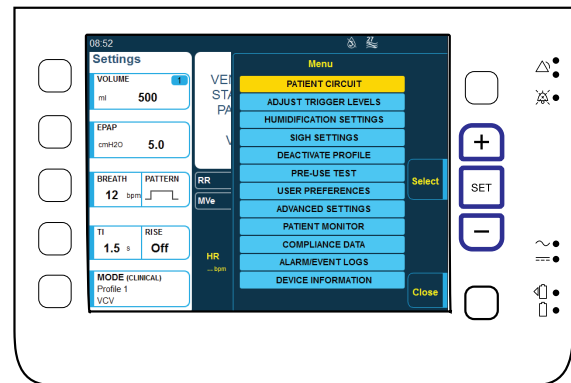 08:52
27
Settings
VOLUME 1
ml 500
EPAP
cmH2O 5.0
BREATH PATTERN
12 bpm
TI RISE
1.5 s Off
MODE (CLINICAL)
Profile 1
VCV
VE
STA
PA
V
RR
MVe
HR
... bpm
Menu
PATIENT CIRCUIT
ADJUST TRIGGER LEVELS
HUMIDIFICATION SETTINGS
SIGH SETTINGS
DEACTIVATE PROFILE
PRE-USE TEST
USER PREFERENCES
ADVANCED SETTINGS
PATIENT MONITOR
COMPLIANCE DATA
ALARM/EVENT LOGS
DEVICE INFORMATION
Select
Close
+
SET
−